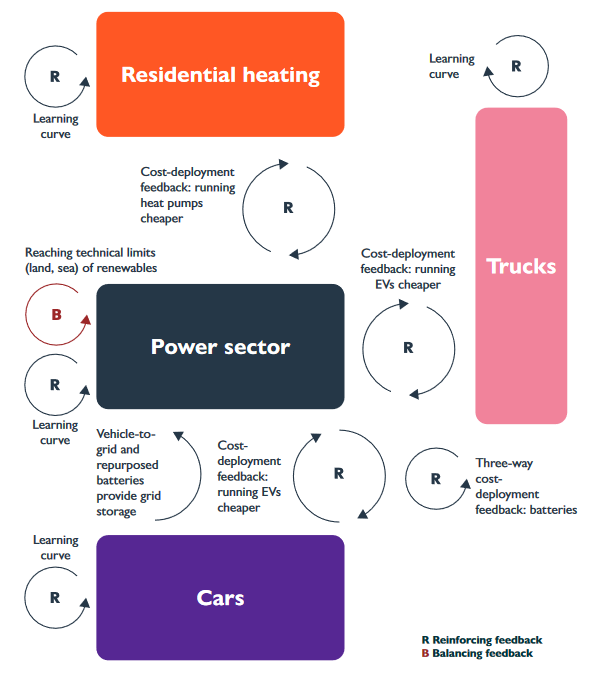 Residential heating
R
Learning
curve
Learning
curve
R
Cost-deployment
feedback: running
heat pumps
cheaper
R
Trucks
Reaching technical limits
(land, sea) of renewables
B
R
Learning
curve
Power sector
Cost-deployment
feedback: running
EVs cheaper
R
Vehicle-to-
grid and
repurposed
batteries
provide grid
storage
Cost-
deployment
feedback:
running EVs
cheaper
R
R
Three-way
cost-
deployment
feedback: batteries
Learning
curve
R
Cars
R Reinforcing feedback
B Balancing feedback